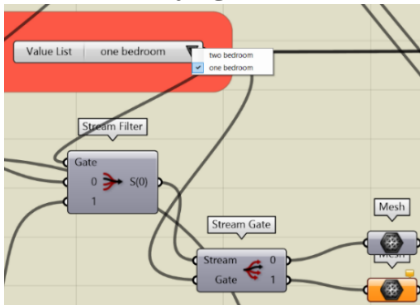 Value List
one bedroom
two bedroom
one bedroom
Stream Filter
Gate
0
S(0)
1
Stream Gate
Mesh
Stream
0
Gate
1
Mesh